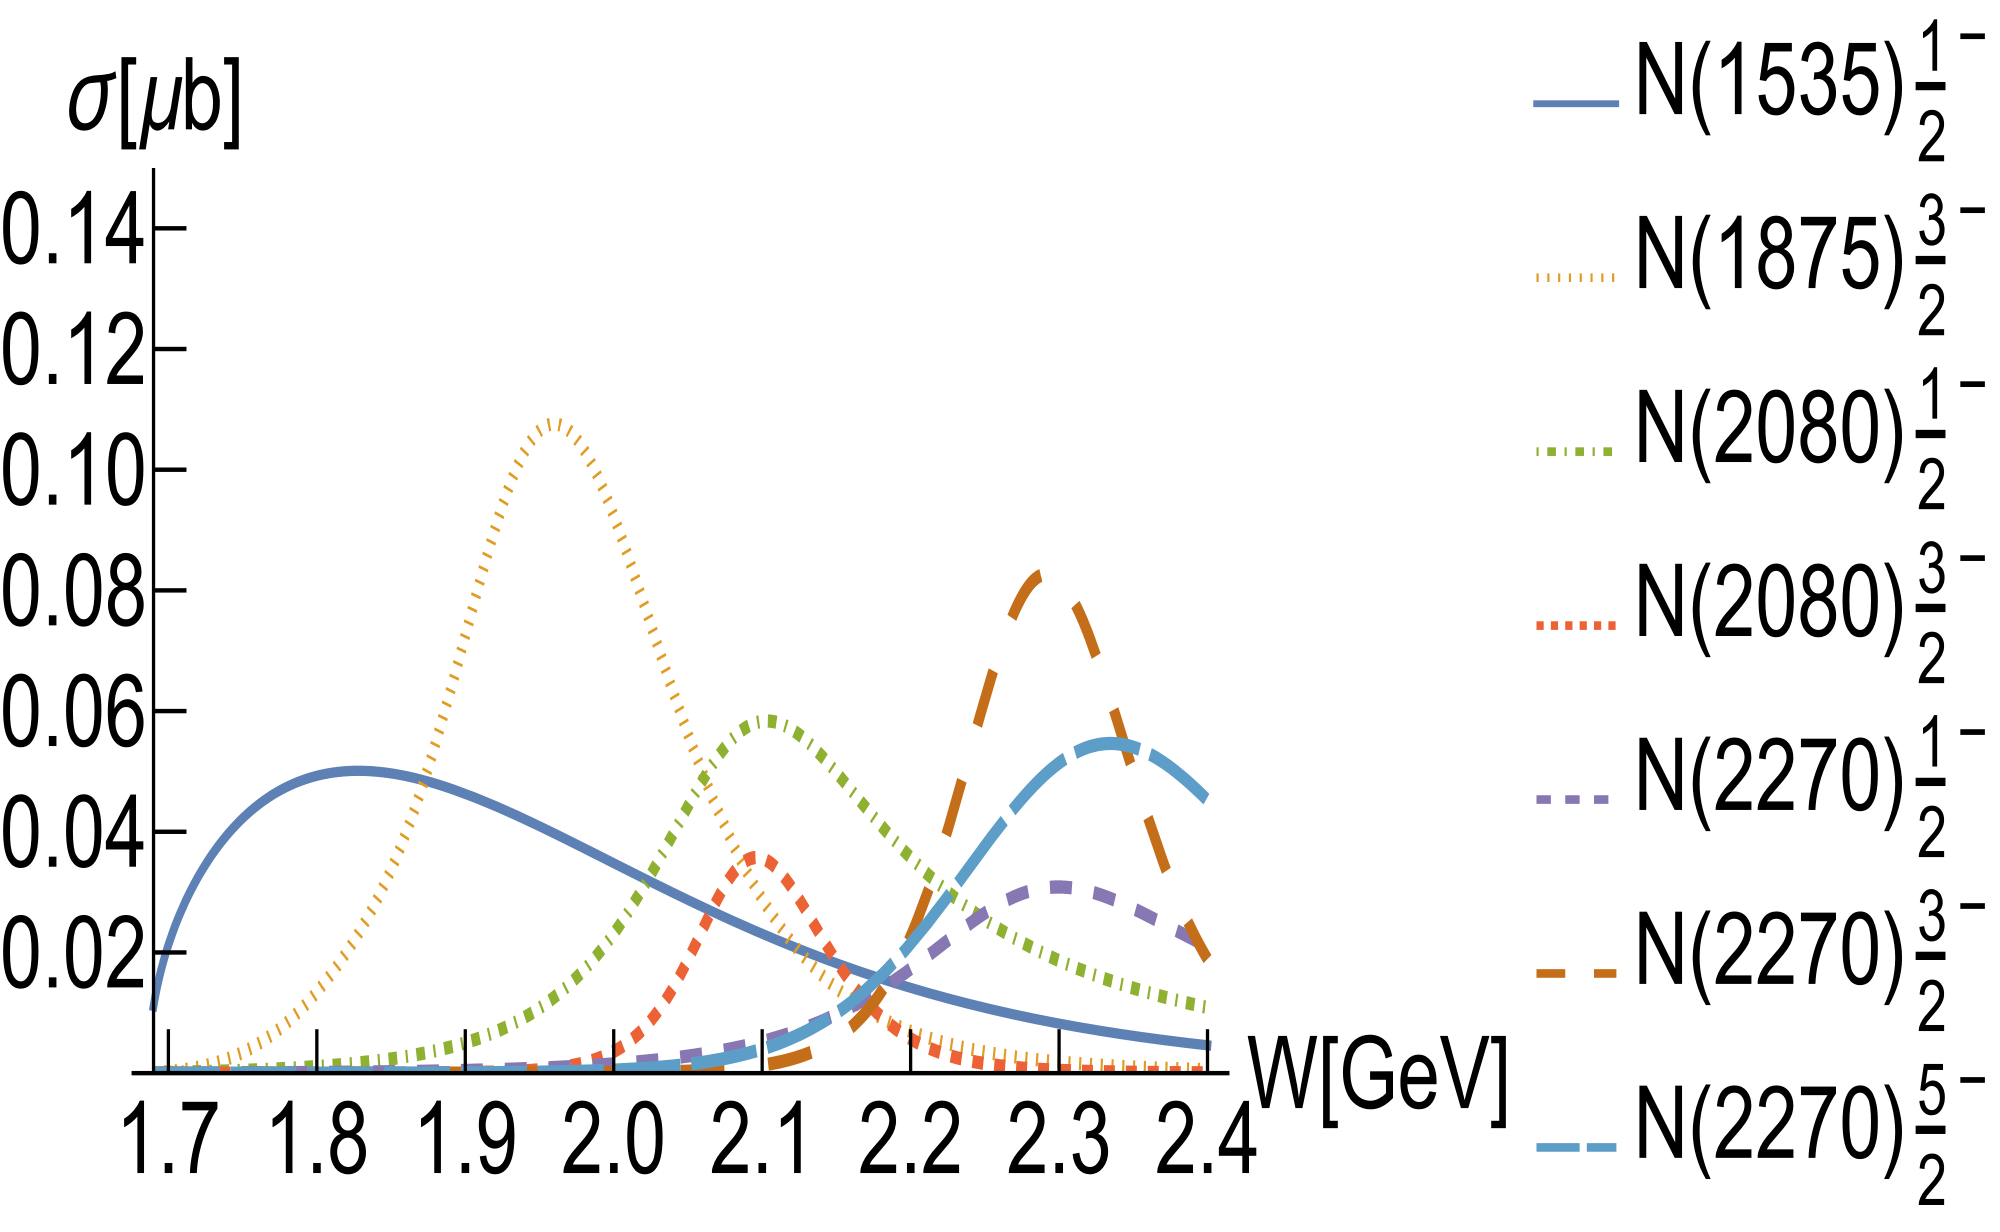 σ[μb]
0.14
0.12
0.10
0.08
0.06
0.04
0.02
1.7 1.8 1.9 2.0 2.1 2.2 2.3 2.4
W[GeV]
N(1535)1/2⁻
N(1875)3/2⁻
N(2080)1/2⁻
N(2080)3/2⁻
N(2270)1/2⁻
N(2270)3/2⁻
N(2270)5/2⁻